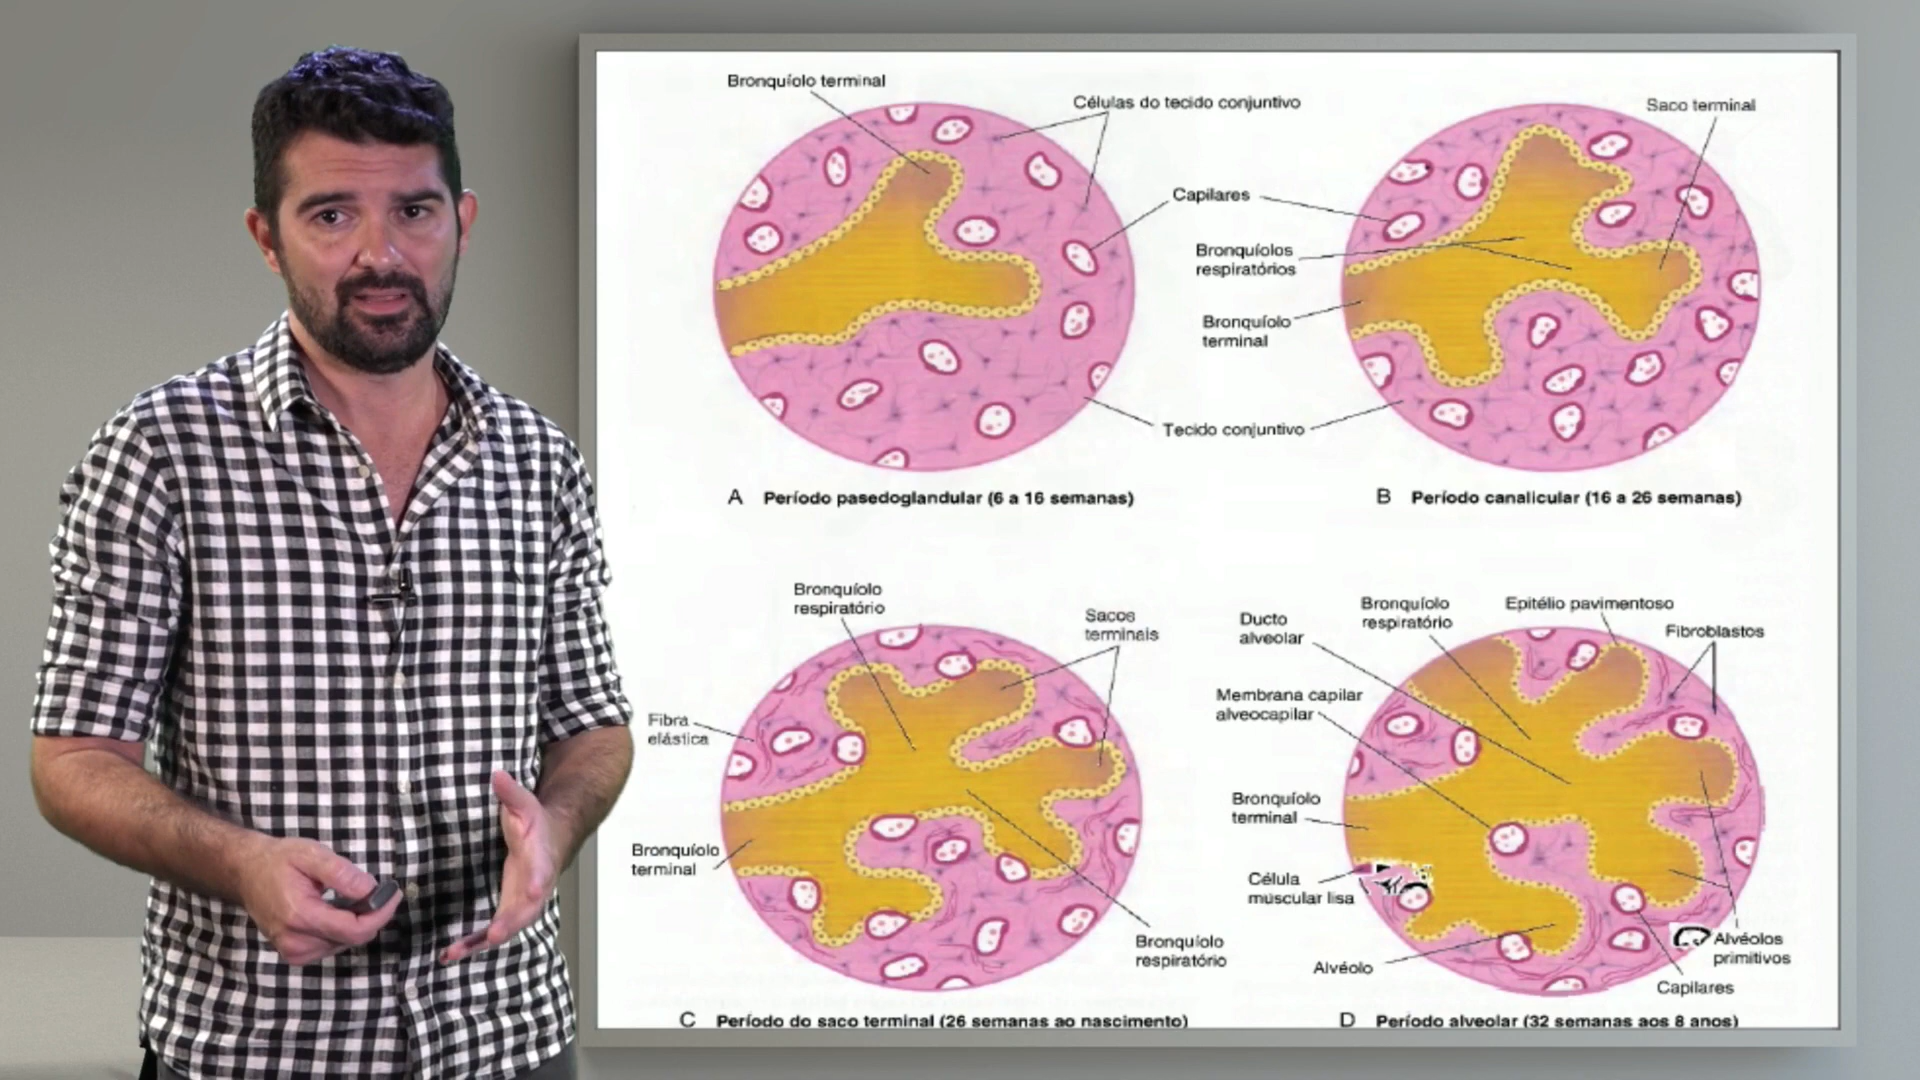 Bronquíolo terminal
Células do tecido conjuntivo
Saco terminal
Capilares
Bronquíolos
respiratórios
Bronquíolo
terminal
Tecido conjuntivo
A Período pasedoglandular (6 a 16 semanas)
B Período canalicular (16 a 26 semanas)
Bronquíolo
respiratório
Sacos
terminais
Fibra
elástica
Bronquíolo
terminal
Bronquíolo
respiratório
C Período do saco terminal (26 semanas ao nascimento)
Ducto
alveolar
Bronquíolo
respiratório
Epitélio pavimentoso
Fibroblastos
Membrana capilar
alveocapilar
Bronquíolo
terminal
Célula
muscular lisa
Alvéolo
Alvéolos
primitivos
Capilares
D Período alveolar (32 semanas aos 8 anos)